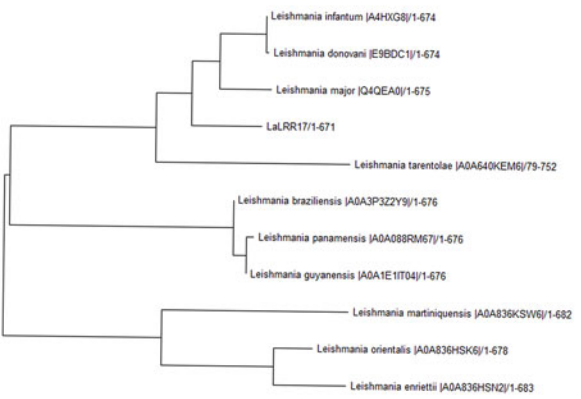 Leishmania infantum |A4HXG8|/1-674
Leishmania donovani |E9BDC1|/1-674
Leishmania major |Q4QEA0|/1-675
LaLRR17/1-671
Leishmania tarentolae |A0A640KEM6|/79-752
Leishmania braziliensis |A0A3P3Z2Y9|/1-676
Leishmania panamensis |A0A088RM67|/1-676
Leishmania guyanensis |A0A1E1IT04|/1-676
Leishmania martiniquensis |A0A836KSW6|/1-682
Leishmania orientalis |A0A836HSK6|/1-678
Leishmania enriettii |A0A836HSN2|/1-683